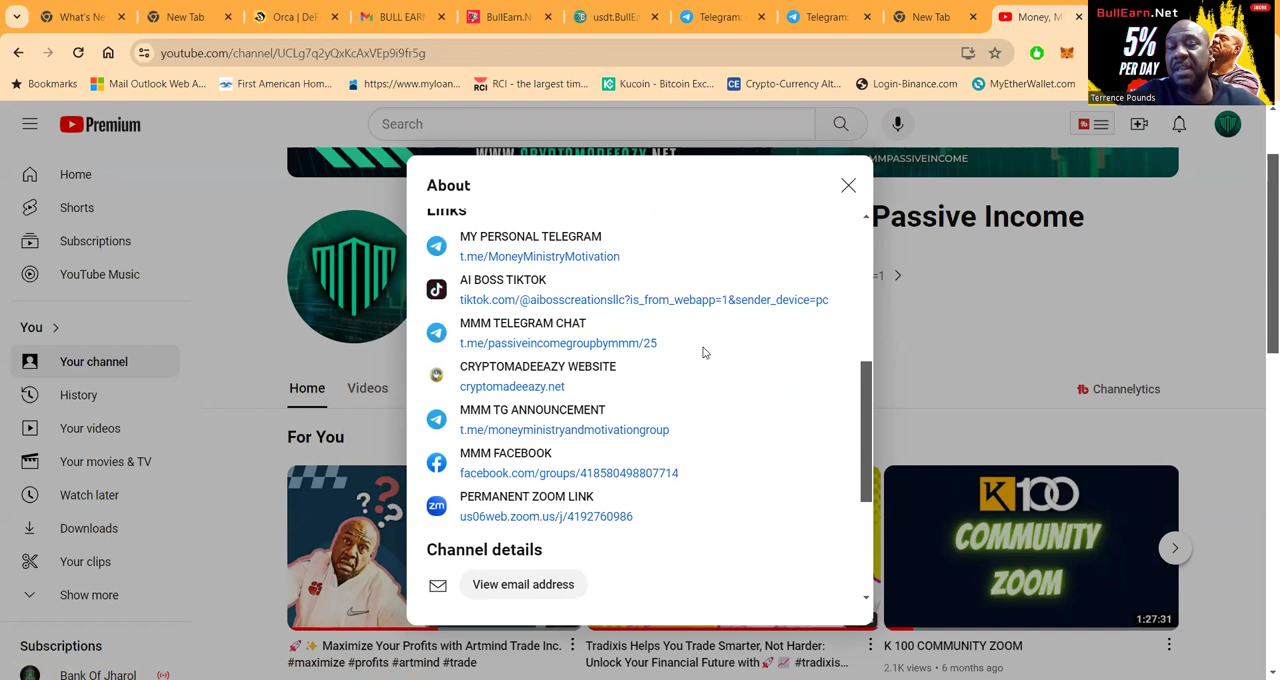 What's Ne
New Tab
Orca | DeF
BULL EAR
BullEarn.N
usdt.BullE
Telegram:
Telegram:
New Tab
Money, M
youtube.com/channel/UCLg7q2yQxKcAxVEp9i9fr5g
Bookmarks
Mail Outlook Web A...
First American Hom...
https://www.myloan...
RCI - the largest tim...
Kucoin - Bitcoin Exc...
Crypto-Currency Alt...
Login-Binance.com
MyEtherWallet.com
BullEarn.Net
5%
PER DAY
Terrence Pounds
Premium
Search
WWW.CRYPTOMADEEAZY.NET
MMPASSIVEINCOME
Home
Shorts
Subscriptions
YouTube Music
You
Your channel
History
Your videos
Your movies & TV
Watch later
Downloads
Your clips
Show more
Subscriptions
Bank Of Jharol
Passive Income
=1
Home
Videos
Channelytics
For You
About
Links
MY PERSONAL TELEGRAM
t.me/MoneyMinistryMotivation
AI BOSS TIKTOK
tiktok.com/@aibosscreationsllc?is_from_webapp=1&sender_device=pc
MMM TELEGRAM CHAT
t.me/passiveincomegroupbymmm/25
CRYPTOMADEEAZY WEBSITE
cryptomadeeazy.net
MMM TG ANNOUNCEMENT
t.me/moneyministryandmotivationgroup
MMM FACEBOOK
facebook.com/groups/418580498807714
PERMANENT ZOOM LINK
zm
us06web.zoom.us/j/4192760986
Channel details
View email address
K100
COMMUNITY
ZOOM
1:27:31
🚀 ✨ Maximize Your Profits with Artmind Trade Inc.
#maximize #profits #artmind #trade
Tradixis Helps You Trade Smarter, Not Harder:
Unlock Your Financial Future with 🚀 📈 #tradixis...
K 100 COMMUNITY ZOOM
2.1K views • 6 months ago